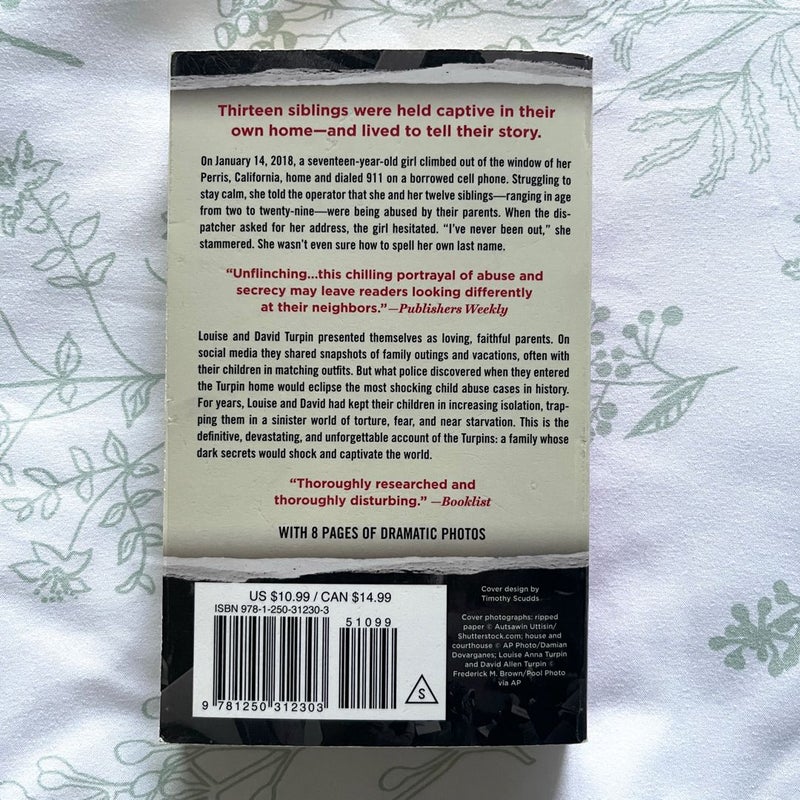 Thirteen siblings were held captive in their
own home—and lived to tell their story.
On January 14, 2018, a seventeen-year-old girl climbed out of the window of her
Perris, California, home and dialed 911 on a borrowed cell phone. Struggling to
stay calm, she told the operator that she and her twelve siblings—ranging in age
from two to twenty-nine—were being abused by their parents. When the dis-
patcher asked for her address, the girl hesitated. “I’ve never been out,” she
stammered. She wasn’t even sure how to spell her own last name.
“Unflinching...this chilling portrayal of abuse and
secrecy may leave readers looking differently
at their neighbors.”—Publishers Weekly
Louise and David Turpin presented themselves as loving, faithful parents. On
social media they shared snapshots of family outings and vacations, often with
their children in matching outfits. But what police discovered when they entered
the Turpin home would eclipse the most shocking child abuse cases in history.
For years, Louise and David had kept their children in increasing isolation, trap-
ping them in a sinister world of torture, fear, and near starvation. This is the
definitive, devastating, and unforgettable account of the Turpins: a family whose
dark secrets would shock and captivate the world.
“Thoroughly researched and
thoroughly disturbing.” —Booklist
WITH 8 PAGES OF DRAMATIC PHOTOS
US $10.99 / CAN $14.99
ISBN 978-1-250-31230-3
51099
9 781250 312303
S
Cover design by
Timothy Scudds
Cover photographs: ripped
paper © Autsawin Uttisin/
Shutterstock.com; house and
courthouse © AP Photo/Damian
Dovarganes; Louise Anna Turpin
and David Allen Turpin ©
Frederick M. Brown/Pool Photo
via AP